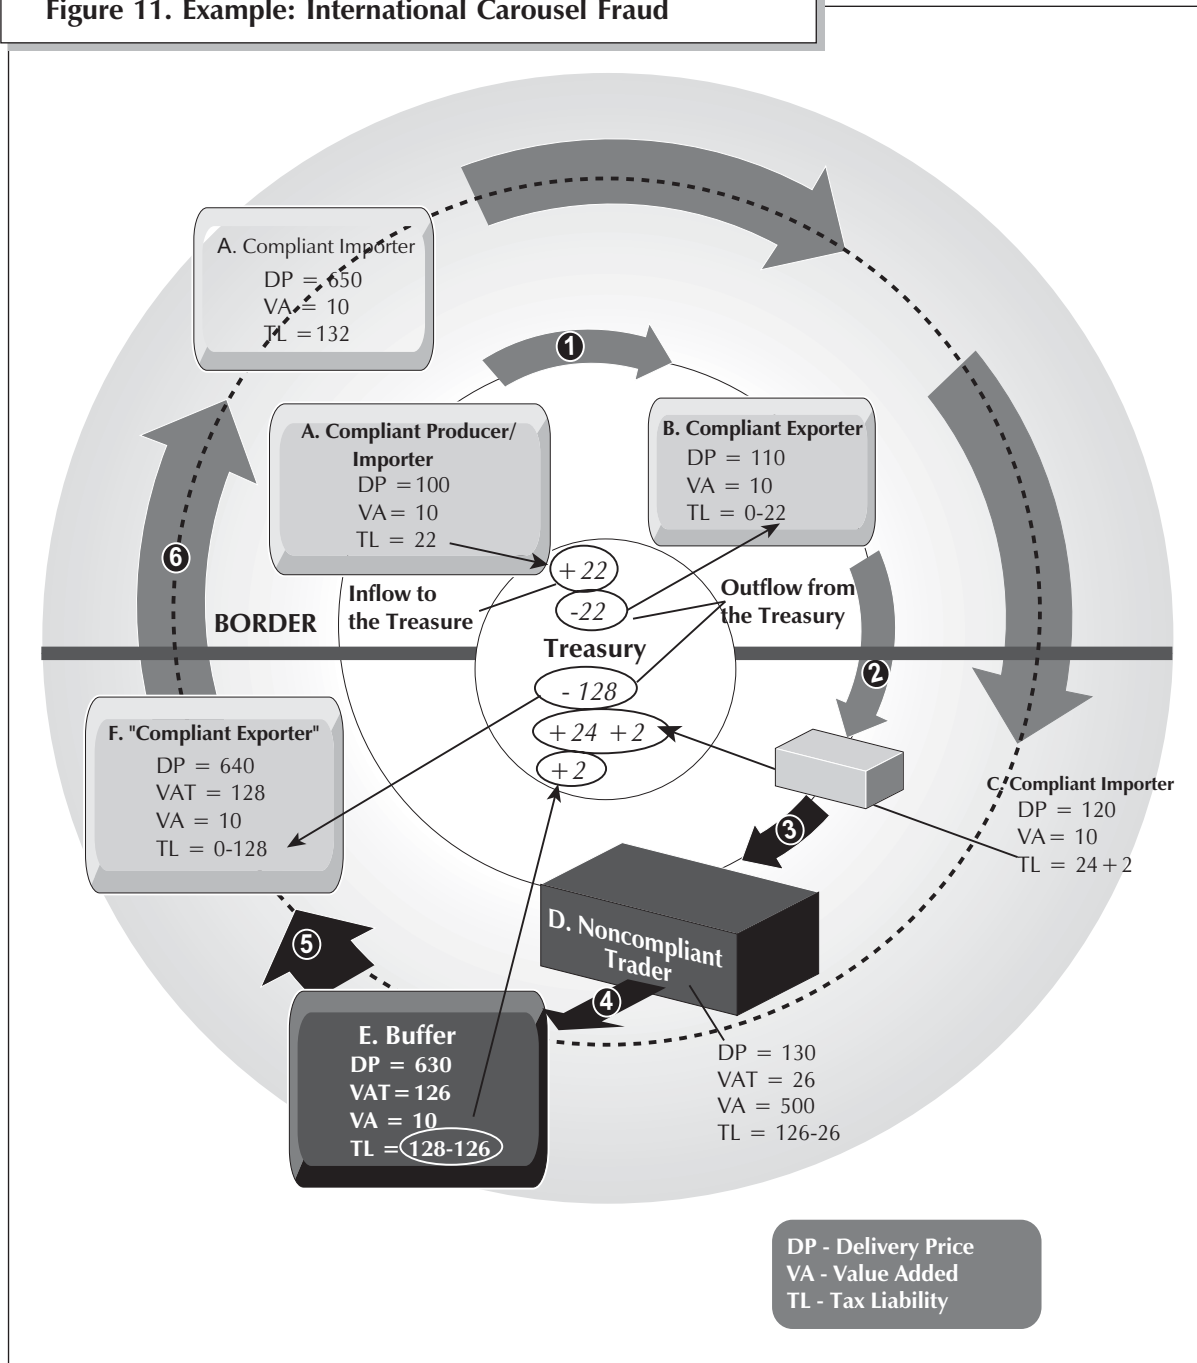 Figure 11. Example: International Carousel Fraud
A. Compliant Importer
DP = 650
VA = 10
TL =132
1
A. Compliant Producer/
Importer
DP =100
VA= 10
TL = 22
B. Compliant Exporter
DP = 110
VA = 10
TL = 0-22
6
+22
-22
Inflow to
the Treasure
Outflow from
the Treasury
BORDER
Treasury
2
- 128
+24 +2
+2
F. "Compliant Exporter"
DP = 640
VAT = 128
VA = 10
TL = 0-128
C. Compliant Importer
DP = 120
VA= 10
TL = 24+2
3
D. Noncompliant
Trader
5
4
E. Buffer
DP = 630
VAT=126
VA = 10
TL =128-126
DP = 130
VAT = 26
VA = 500
TL = 126-26
DP - Delivery Price
VA - Value Added
TL - Tax Liability